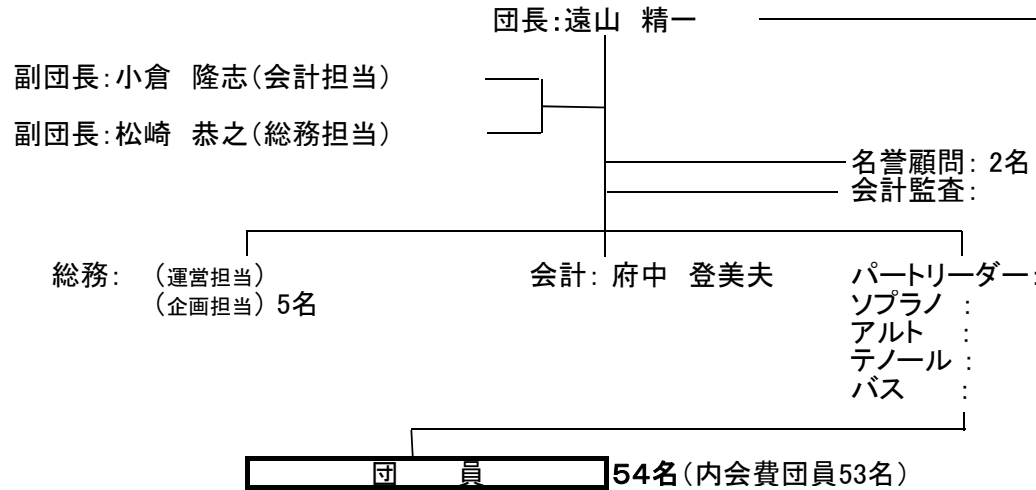 団長:遠山 精一
副団長:小倉 隆志(会計担当)
副団長:松崎 恭之(総務担当)
名誉顧問: 2名
会計監査:
総務: (運営担当)
(企画担当) 5名
会計: 府中 登美夫
パートリーダー:
ソプラノ :
アルト :
テノール :
バス :
団 員 54名(内会費団員53名)